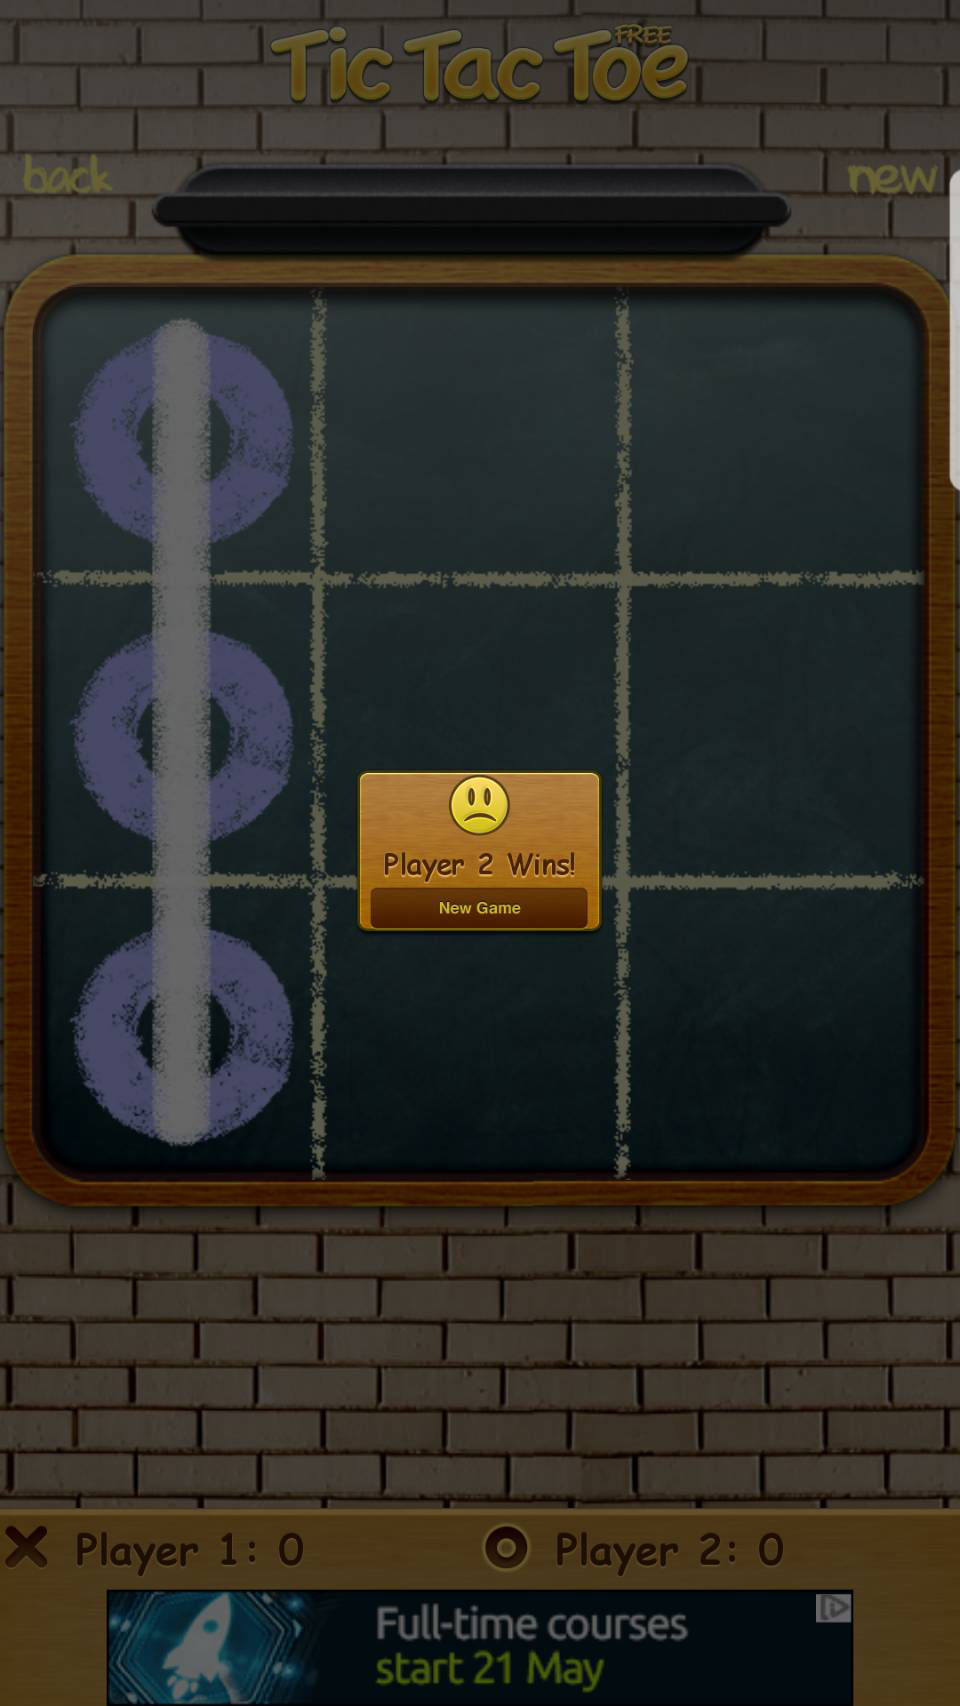 Tic Tac Toe FREE
back
new
Player 2 Wins!
New Game
Player 1: 0
Player 2: 0
Full-time courses
start 21 May